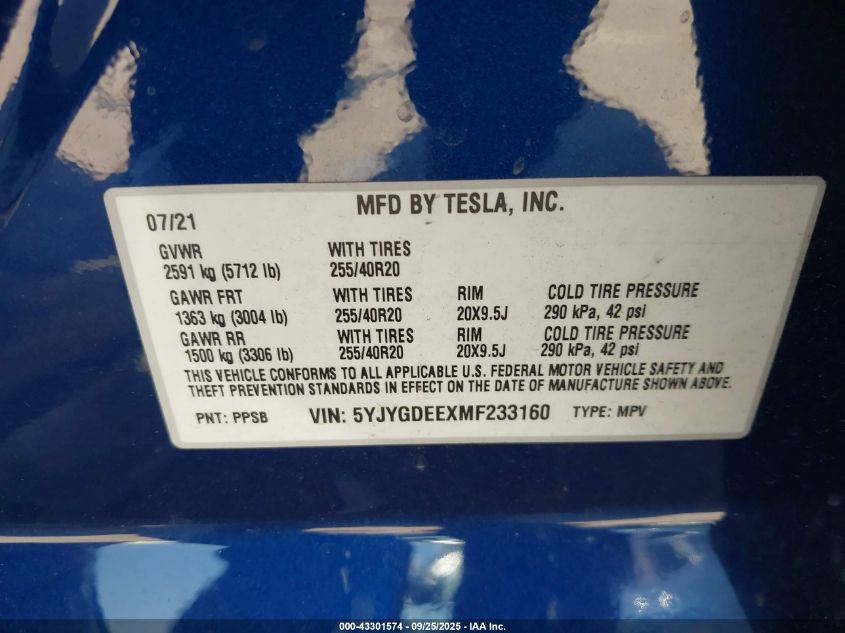 MFD BY TESLA, INC.
07/21
GVWR WITH TIRES
2591 kg (5712 lb) 255/40R20
GAWR FRT WITH TIRES RIM COLD TIRE PRESSURE
1363 kg (3004 lb) 255/40R20 20X9.5J 290 kPa, 42 psi
GAWR RR WITH TIRES RIM COLD TIRE PRESSURE
1500 kg (3306 lb) 255/40R20 20X9.5J 290 kPa, 42 psi
THIS VEHICLE CONFORMS TO ALL APPLICABLE U.S. FEDERAL MOTOR VEHICLE SAFETY AND
THEFT PREVENTION STANDARDS IN EFFECT ON THE DATE OF MANUFACTURE SHOWN ABOVE.
PNT: PPSB VIN: 5YJYGDEEXMF233160 TYPE: MPV
000-43301574 - 09/25/2025 - IAA Inc.